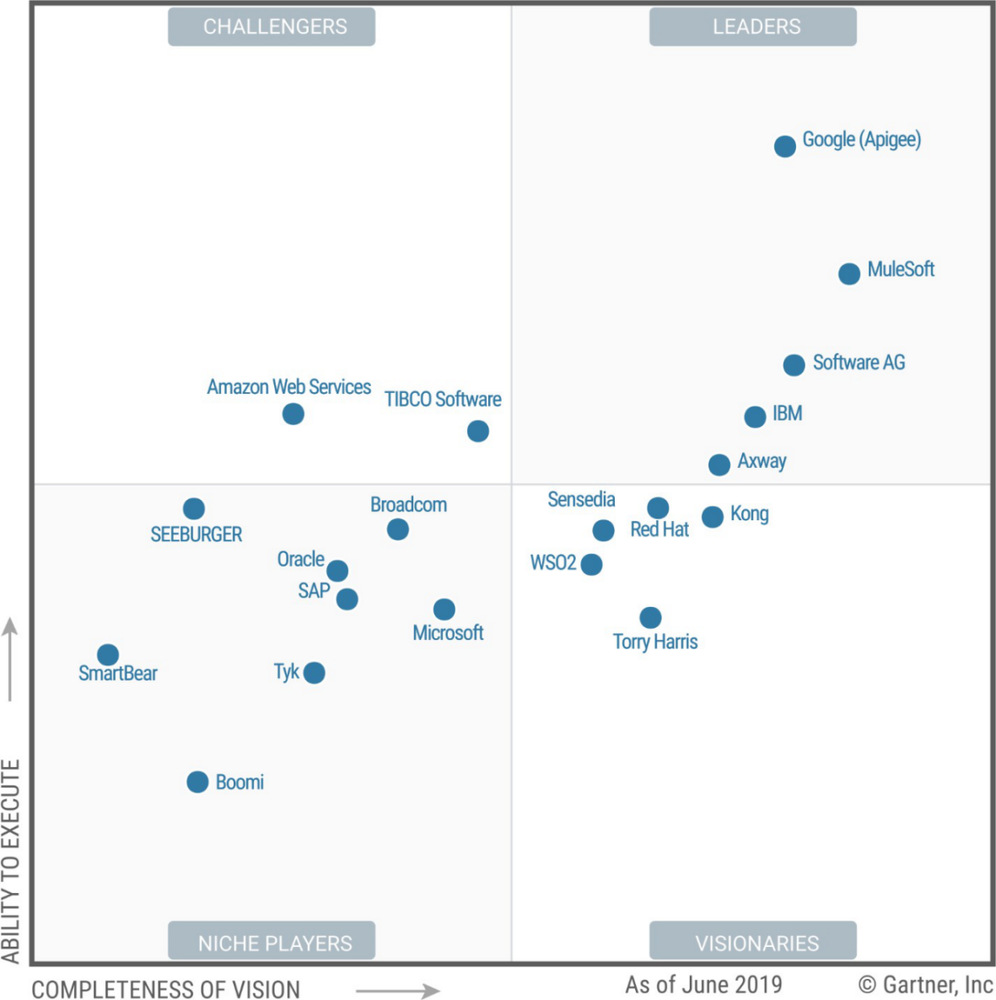 CHALLENGERS
LEADERS
Google (Apigee)
MuleSoft
Software AG
Amazon Web Services
TIBCO Software
IBM
Axway
SEEBURGER
Broadcom
Sensedia
Red Hat
Kong
Oracle
WSO2
SAP
Microsoft
Torry Harris
SmartBear
Tyk
Boomi
ABILITY TO EXECUTE
NICHE PLAYERS
VISIONARIES
COMPLETENESS OF VISION
As of June 2019
© Gartner, Inc